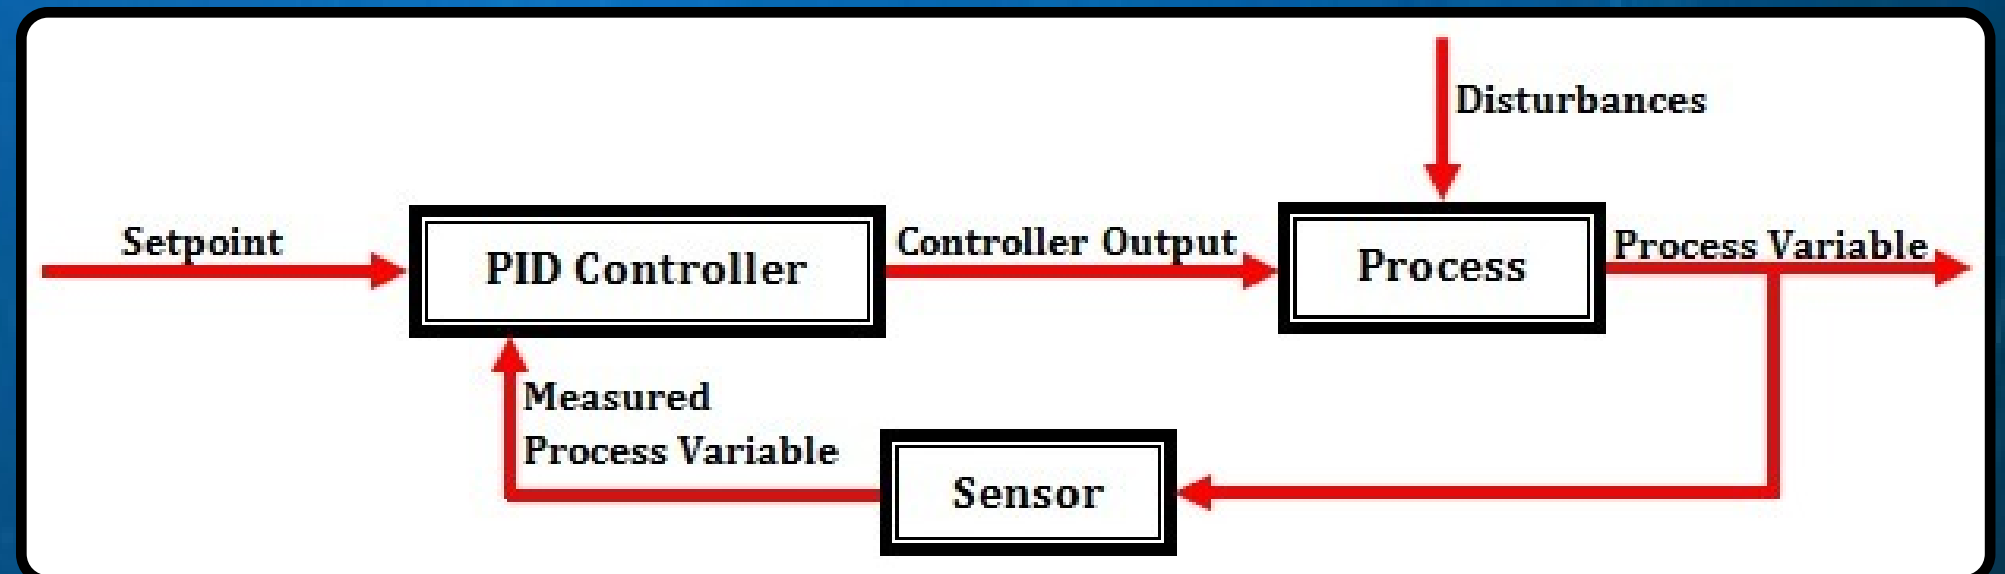 Disturbances
Setpoint
PID Controller
Controller Output
Process
Process Variable
Measured
Process Variable
Sensor